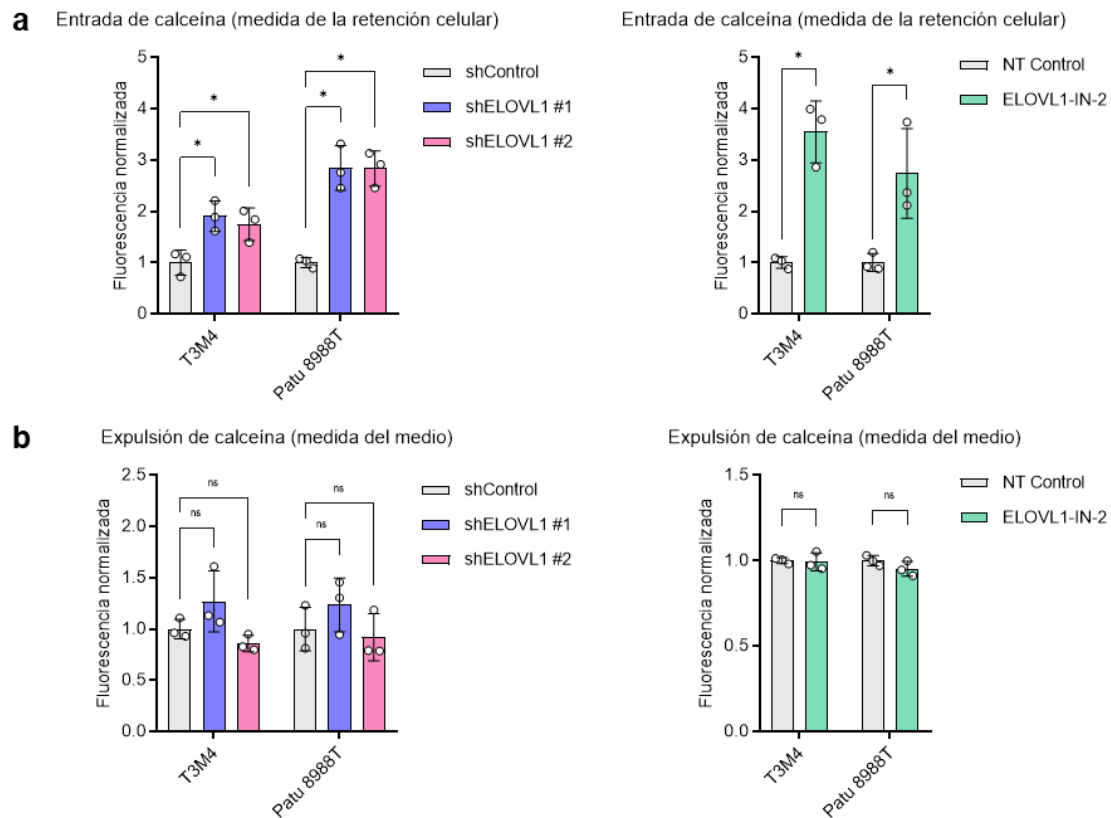 a
Entrada de calceína (medida de la retención celular)
Fluorescencia normalizada
5
4
3
2
1
0
*
*
*
*
T3M4
Patu 8988T
shControl
shELOVL1 #1
shELOVL1 #2
Entrada de calceína (medida de la retención celular)
Fluorescencia normalizada
5
4
3
2
1
0
*
*
T3M4
Patu 8988T
NT Control
ELOVL1-IN-2
b
Expulsión de calceína (medida del medio)
Fluorescencia normalizada
2.5
2.0
1.5
1.0
0.5
0.0
ns
ns
ns
ns
T3M4
Patu 8988T
shControl
shELOVL1 #1
shELOVL1 #2
Expulsión de calceína (medida del medio)
Fluorescencia normalizada
1.5
1.0
0.5
0.0
ns
ns
T3M4
Patu 8988T
NT Control
ELOVL1-IN-2